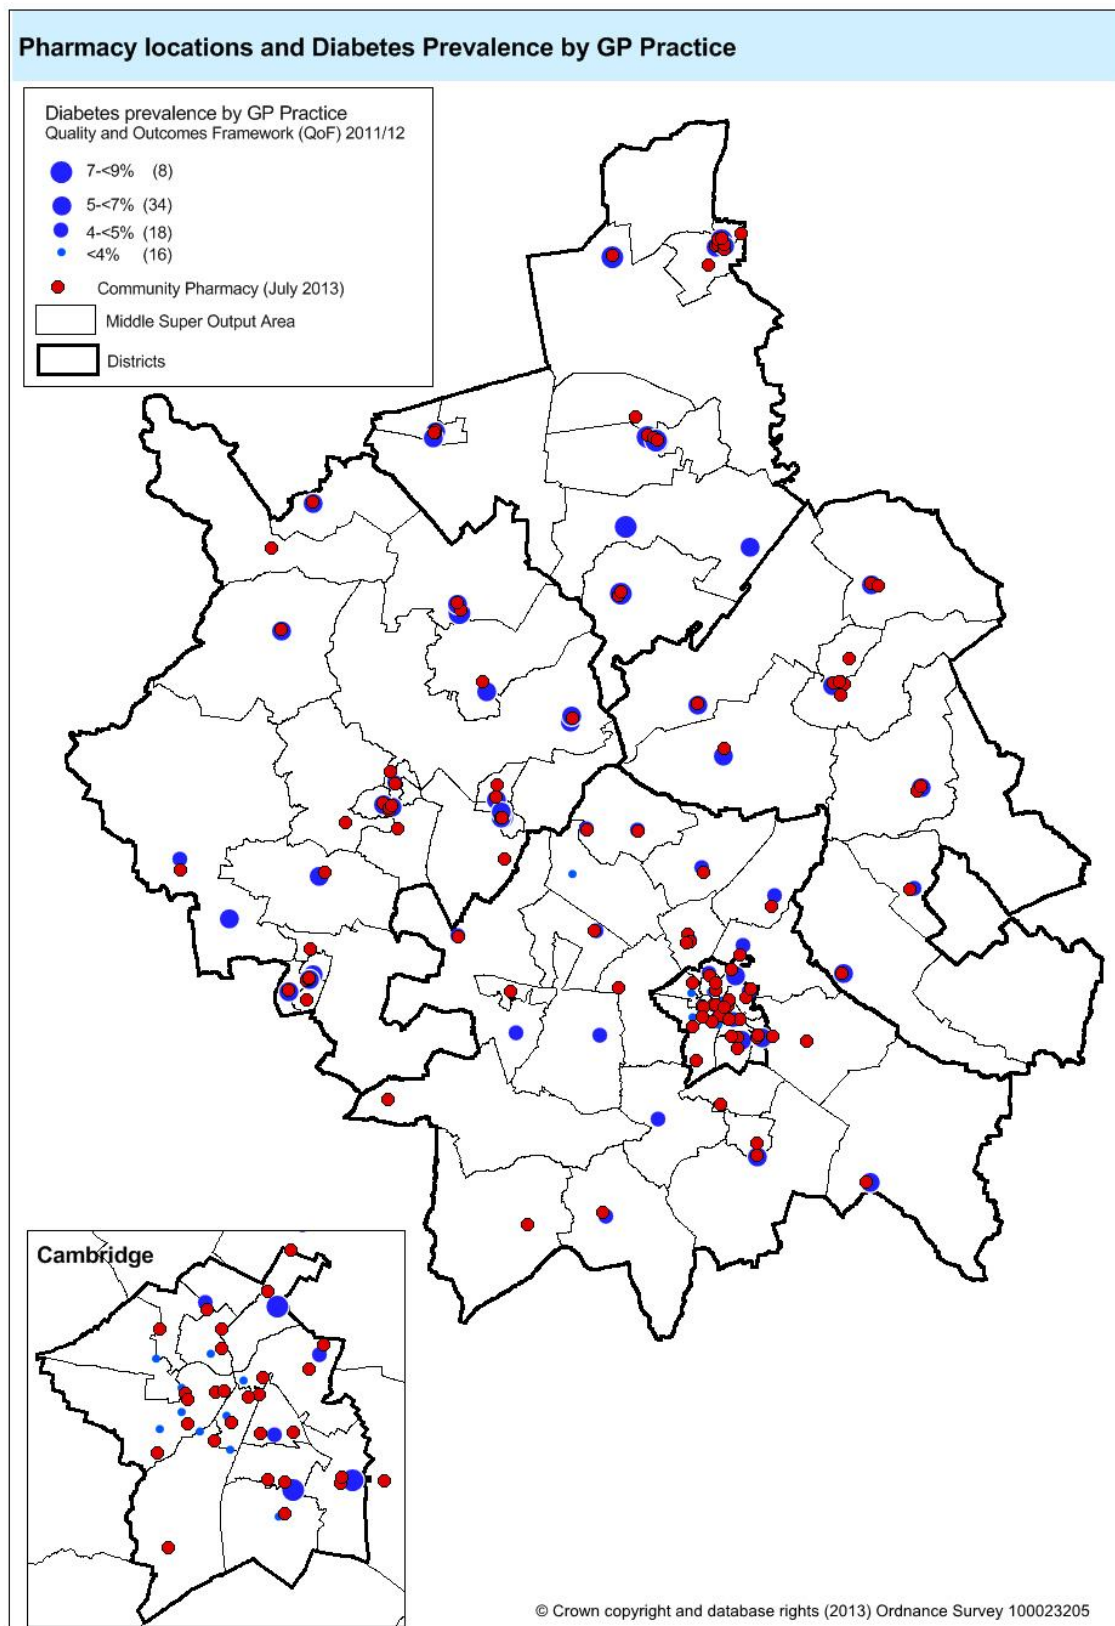 Pharmacy locations and Diabetes Prevalence by GP Practice
Diabetes prevalence by GP Practice
Quality and Outcomes Framework (QoF) 2011/12
7-<9% (8)
5-<7% (34)
4-<5% (18)
<4% (16)
Community Pharmacy (July 2013)
Middle Super Output Area
Districts
Cambridge
© Crown copyright and database rights (2013) Ordnance Survey 100023205